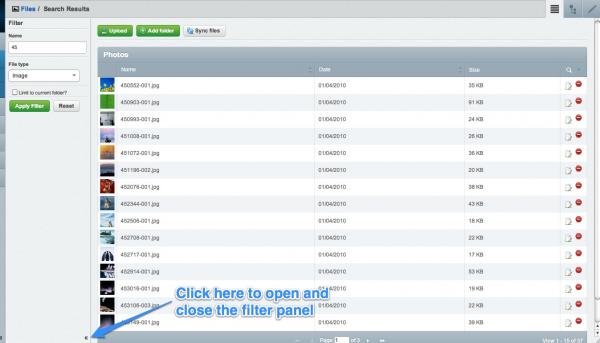 Files / Search Results
Filter
Name
45
File type
Image
Limit to current folder?
Apply Filter Reset
Upload Add folder Sync files
Photos
Name Date Size
450552-001.jpg 01/04/2010 35 KB
450903-001.jpg 01/04/2010 91 KB
450993-001.jpg 01/04/2010 24 KB
451008-001.jpg 01/04/2010 26 KB
451072-001.jpg 01/04/2010 36 KB
451196-002.jpg 01/04/2010 20 KB
452076-001.jpg 01/04/2010 38 KB
452344-001.jpg 01/04/2010 43 KB
452506-001.jpg 01/04/2010 18 KB
452708-001.jpg 01/04/2010 22 KB
452717-001.jpg 01/04/2010 17 KB
452914-001.jpg 01/04/2010 53 KB
453016-001.jpg 01/04/2010 19 KB
453106-003.jpg 01/04/2010 22 KB
149-001.jpg 01/04/2010 39 KB
Click here to open and
close the filter panel
Page 1 of 3 View 1 - 15 of 37